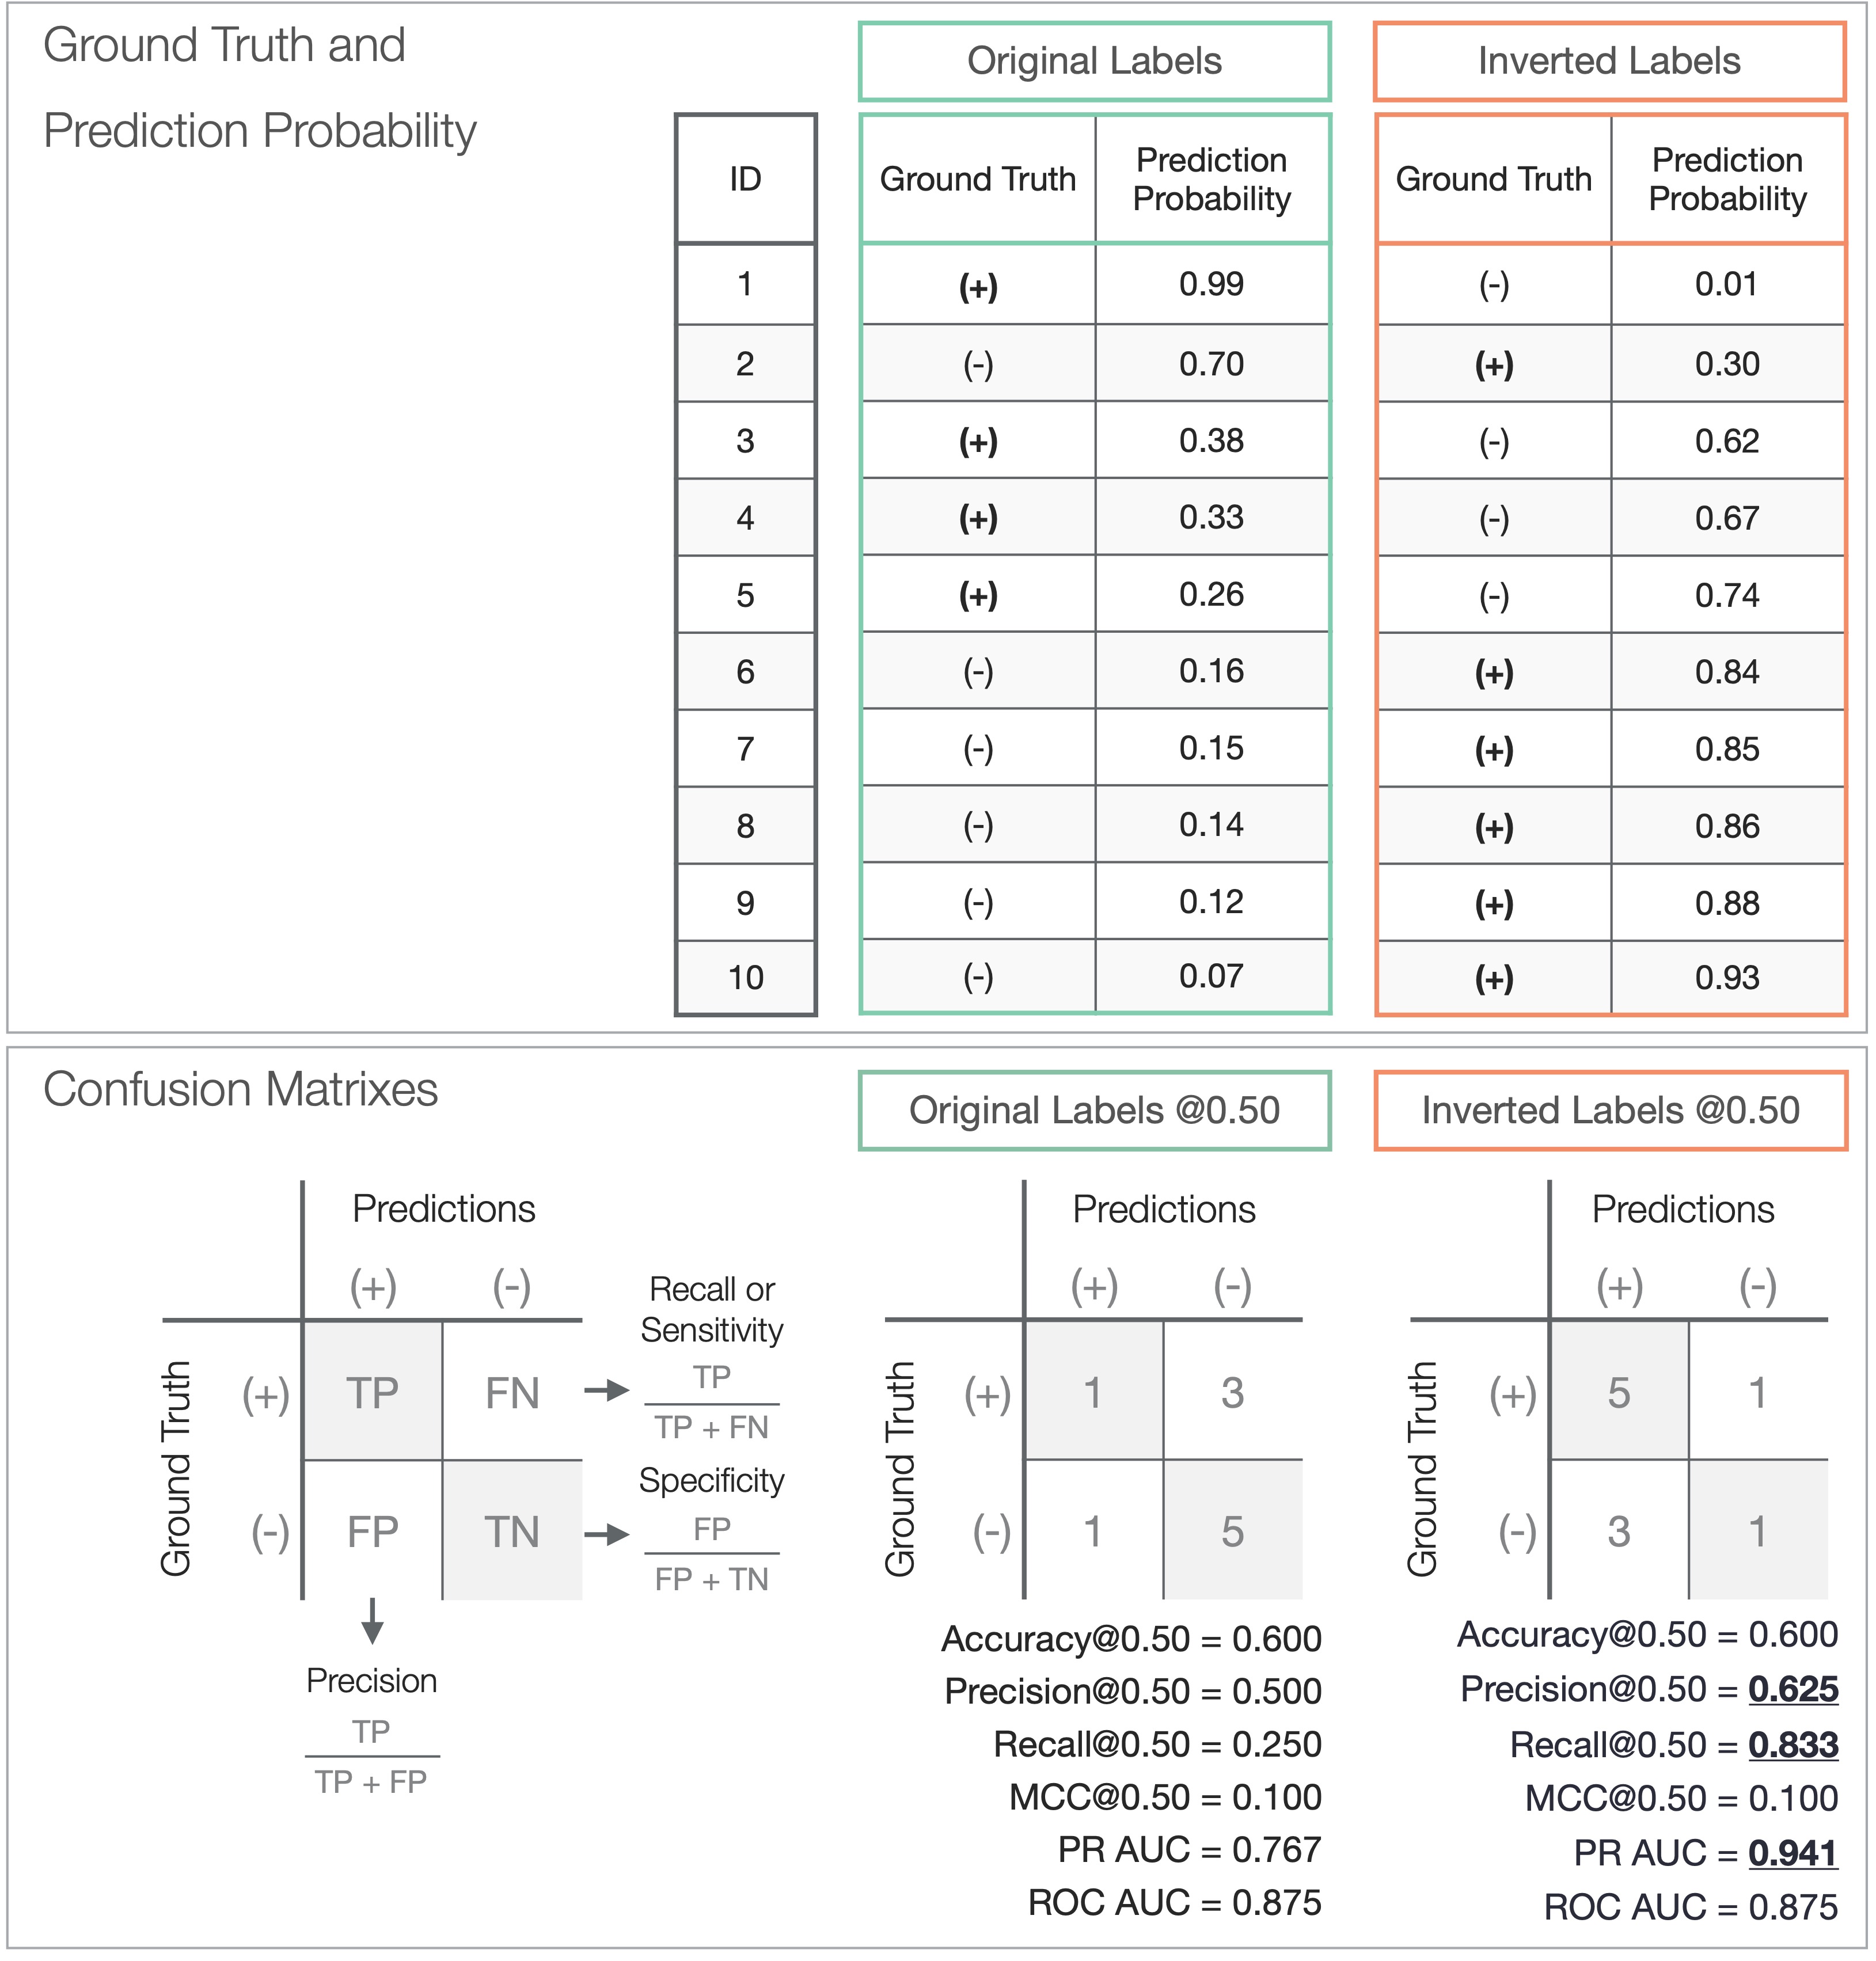 Ground Truth and
Prediction Probability
Original Labels
Inverted Labels
ID
Ground Truth
Prediction
Probability
Ground Truth
Prediction
Probability
1 (+) 0.99 (-) 0.01
2 (-) 0.70 (+) 0.30
3 (+) 0.38 (-) 0.62
4 (+) 0.33 (-) 0.67
5 (+) 0.26 (-) 0.74
6 (-) 0.16 (+) 0.84
7 (-) 0.15 (+) 0.85
8 (-) 0.14 (+) 0.86
9 (-) 0.12 (+) 0.88
10 (-) 0.07 (+) 0.93
Confusion Matrixes
Original Labels @0.50
Inverted Labels @0.50
Predictions
(+) (-)
Ground Truth
(+) TP FN
(-) FP TN
Recall or
Sensitivity
TP
TP + FN
Specificity
FP
FP + TN
Precision
TP
TP + FP
Predictions
(+) (-)
Ground Truth
(+) 1 3
(-) 1 5
Accuracy@0.50 = 0.600
Precision@0.50 = 0.500
Recall@0.50 = 0.250
MCC@0.50 = 0.100
PR AUC = 0.767
ROC AUC = 0.875
Predictions
(+) (-)
Ground Truth
(+) 5 1
(-) 3 1
Accuracy@0.50 = 0.600
Precision@0.50 = 0.625
Recall@0.50 = 0.833
MCC@0.50 = 0.100
PR AUC = 0.941
ROC AUC = 0.875